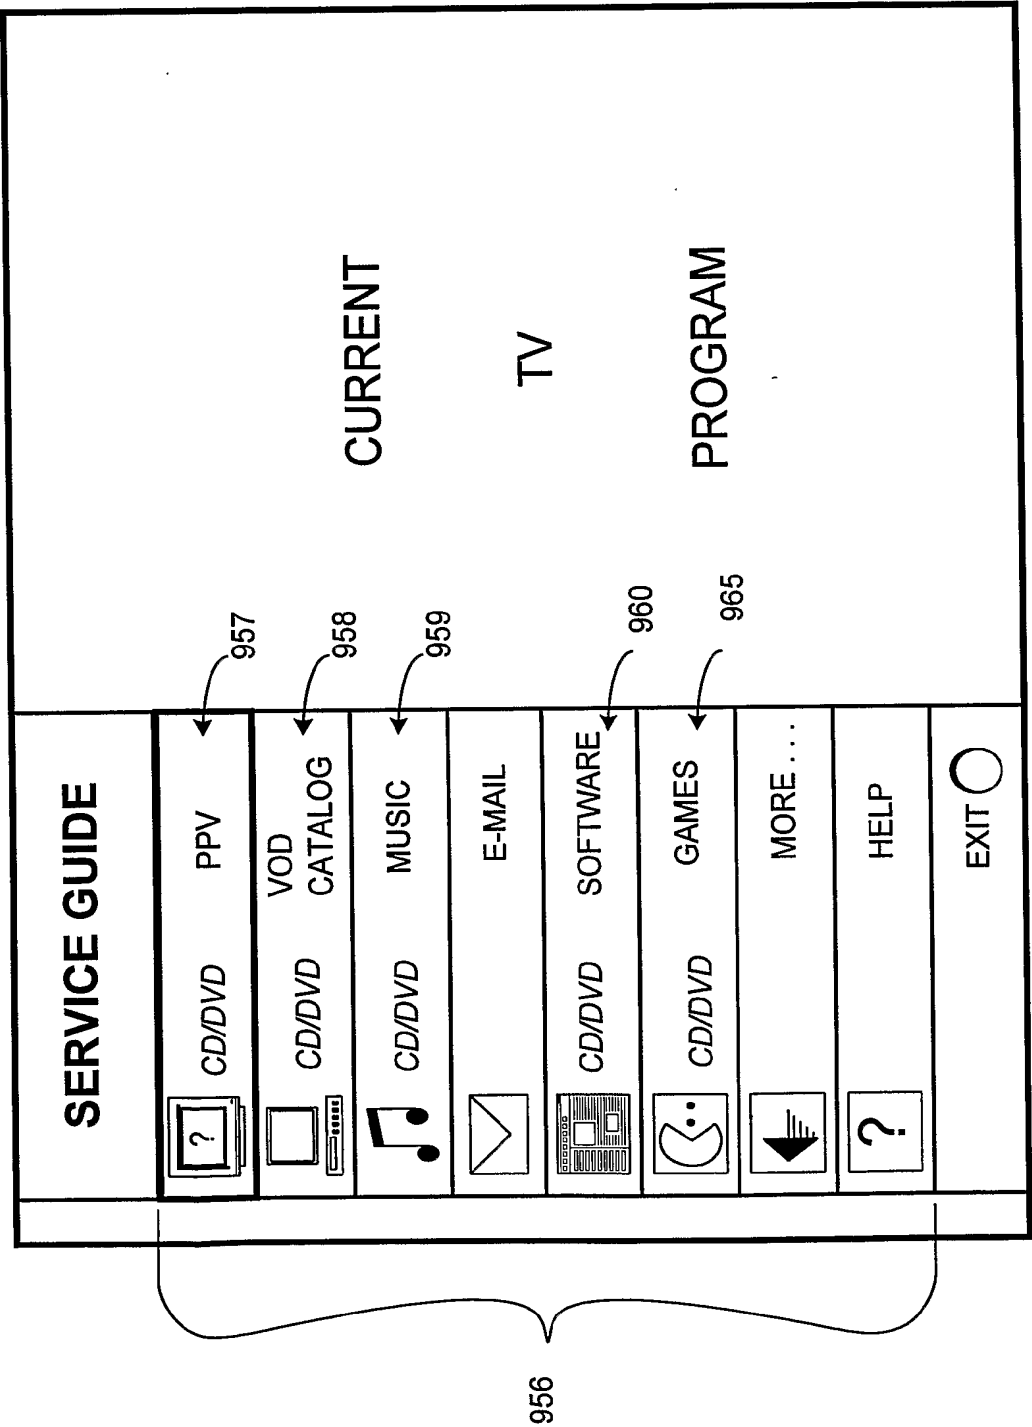 SERVICE GUIDE
CD/DVD PPV
957
CD/DVD VOD
CATALOG
958
CD/DVD MUSIC
959
E-MAIL
CD/DVD SOFTWARE
960
CD/DVD GAMES
965
MORE . . .
? HELP
EXIT
?
956
CURRENT
TV
PROGRAM